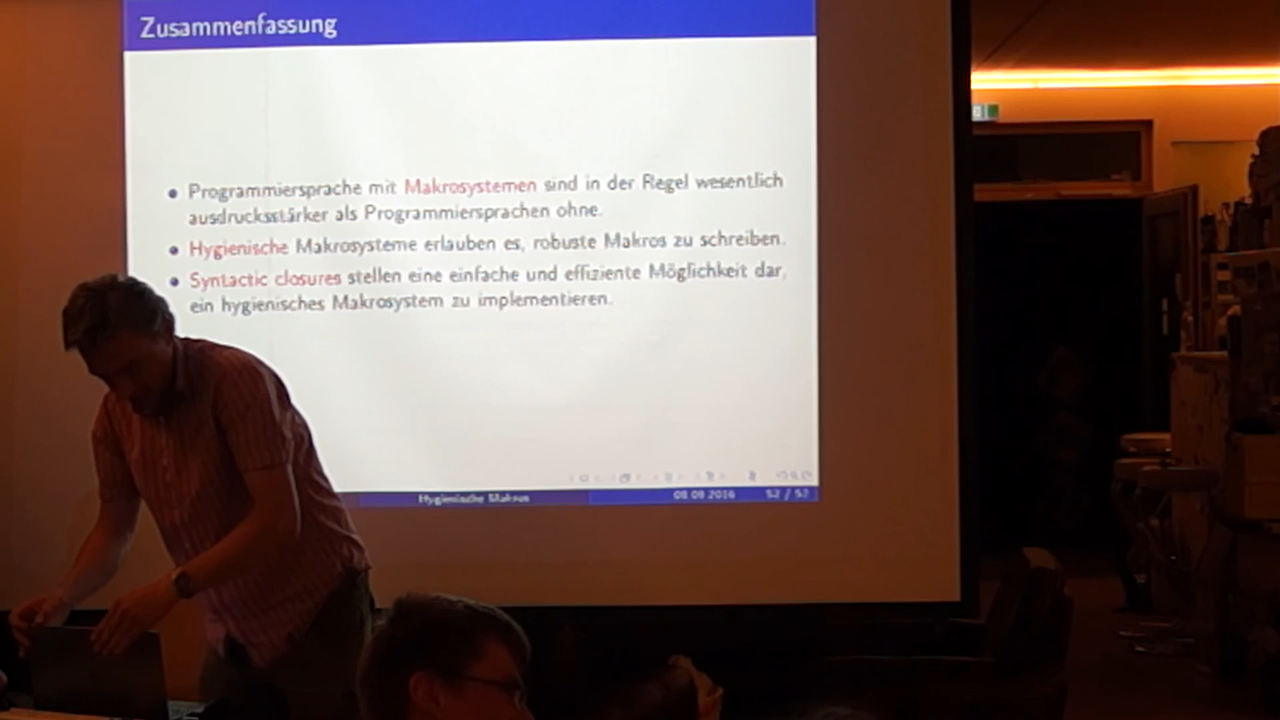 Zusammenfassung
Programmiersprache mit Makrosystemen sind in der Regel wesentlich
ausdrucksstärker als Programmiersprachen ohne.
Hygienische Makrosysteme erlauben es, robuste Makros zu schreiben.
Syntactic closures stellen eine einfache und effiziente Möglichkeit dar,
ein hygienisches Makrosystem zu implementieren.
Hygienische Makros 08 09 2016 52 / 52